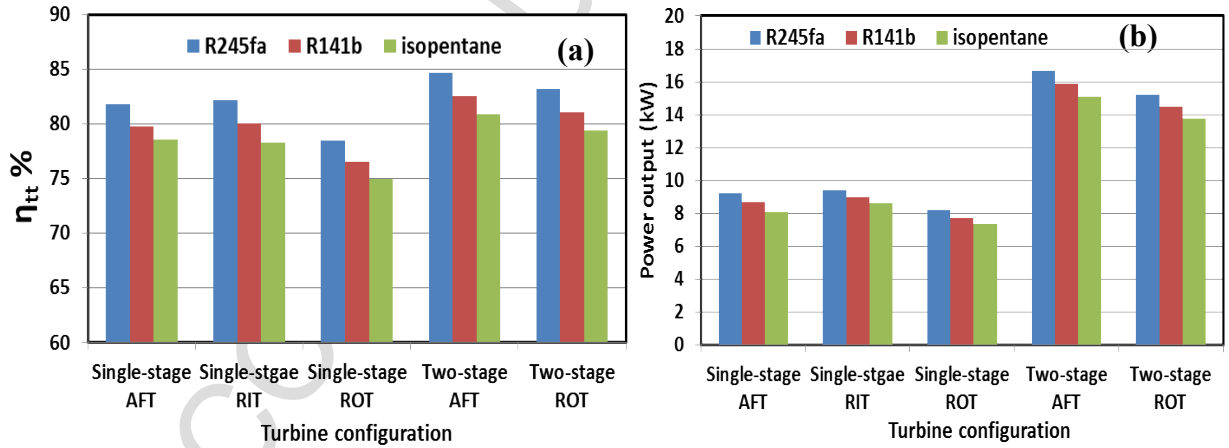 90
85
80
75
70
65
60
ηtt %
R245fa R141b isopentane (a)
Single-stage Single-stgae Single-stage Two-stage Two-stage
AFT RIT ROT AFT ROT
Turbine configuration
20
18
16
14
12
10
8
6
4
2
0
Power output (kW)
R245fa R141b isopentane (b)
Single-stage Single-stgae Single-stage Two-stage Two-stage
AFT RIT ROT AFT ROT
Turbine configuration